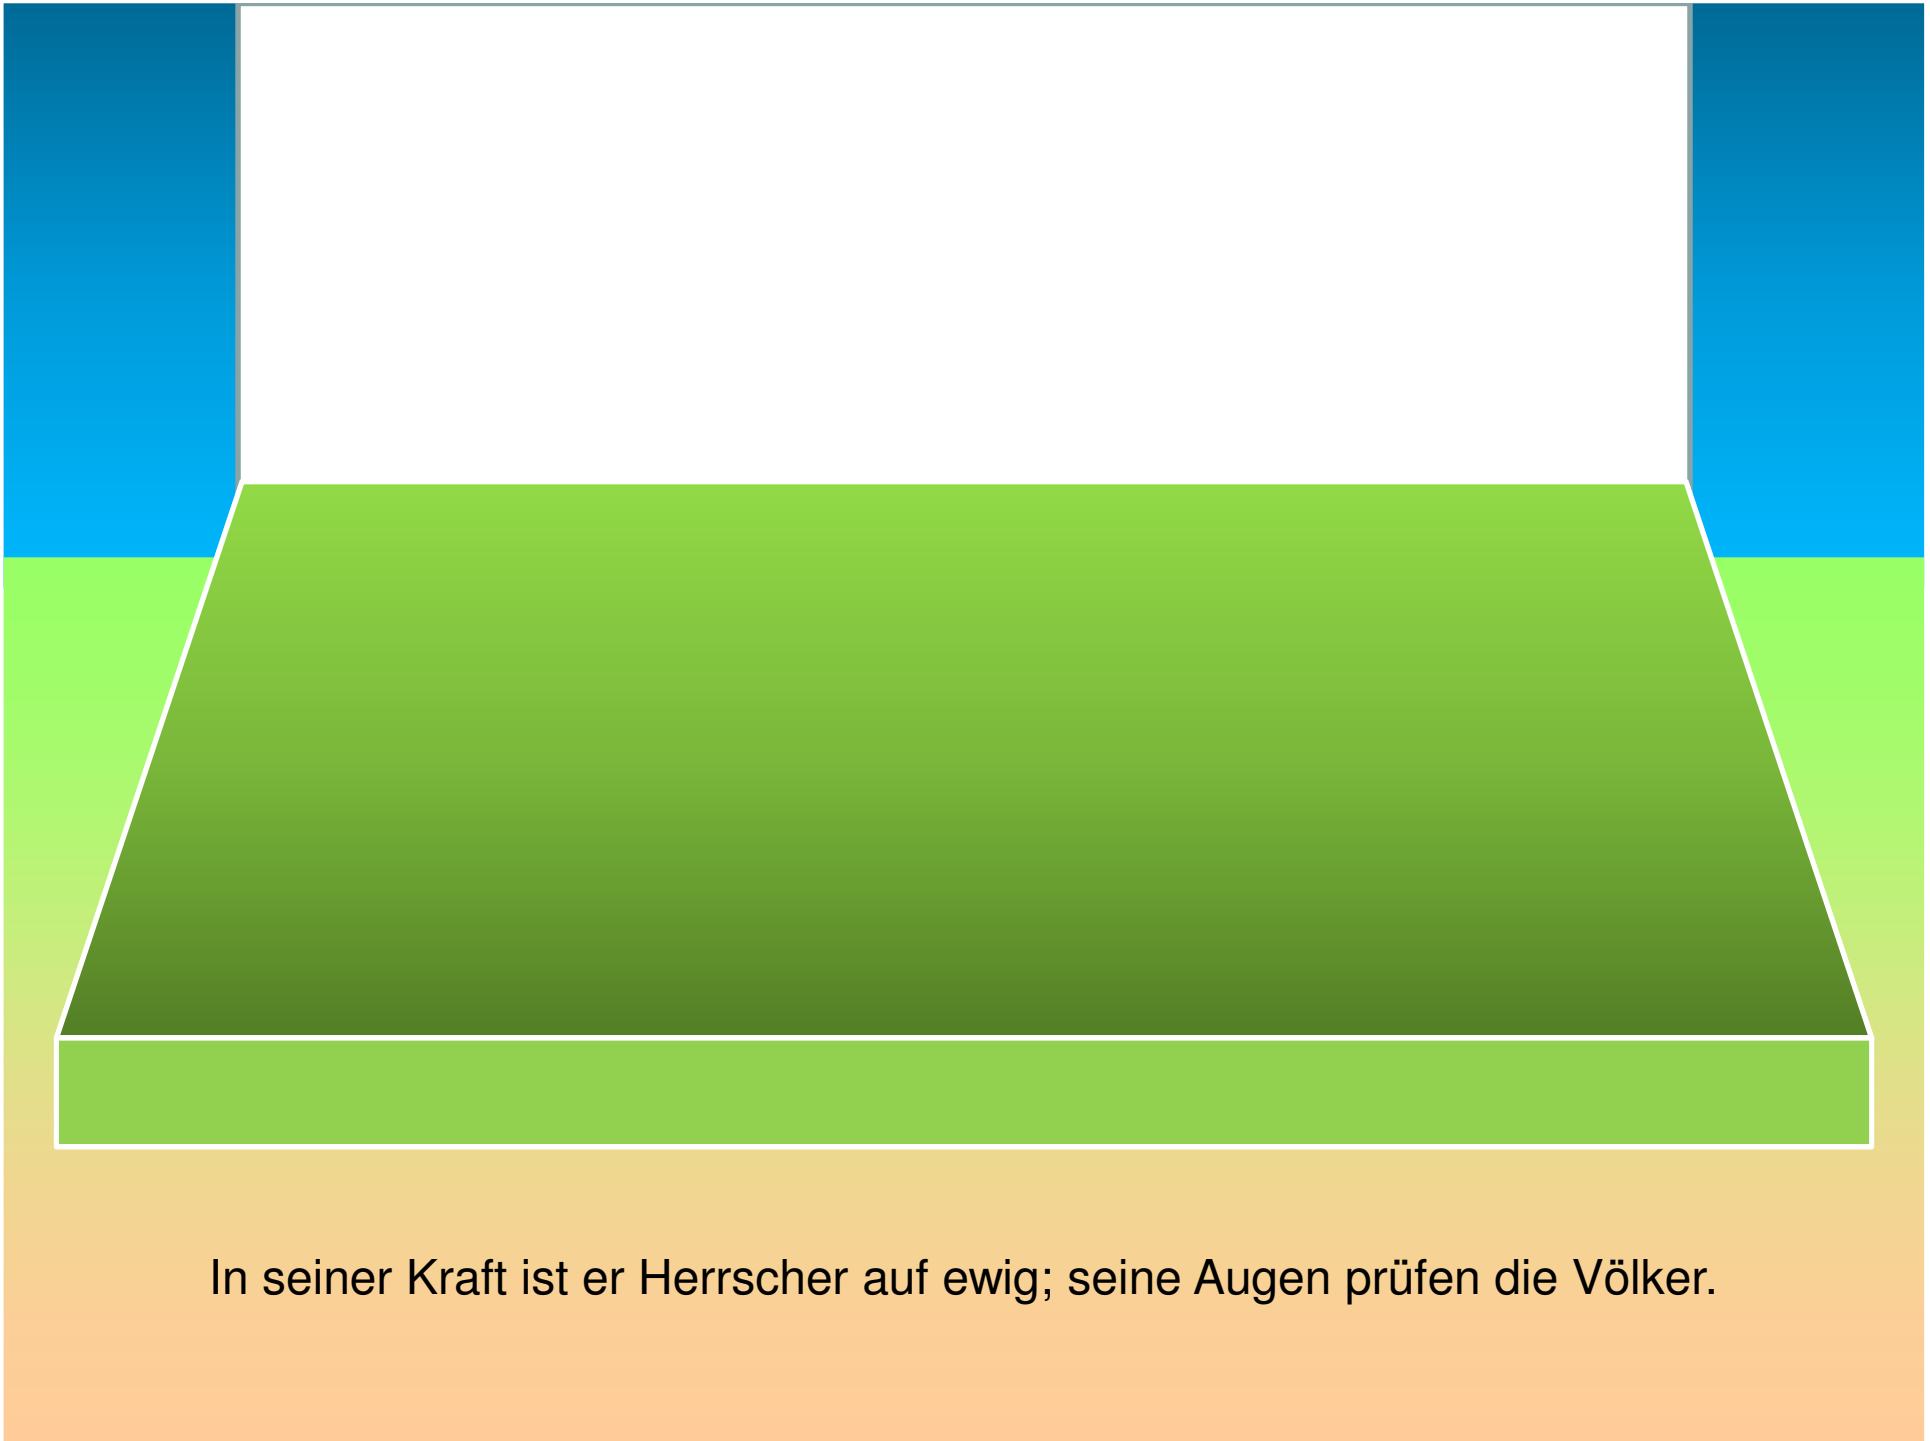 In seiner Kraft ist er Herrscher auf ewig; seine Augen prüfen die Völker.